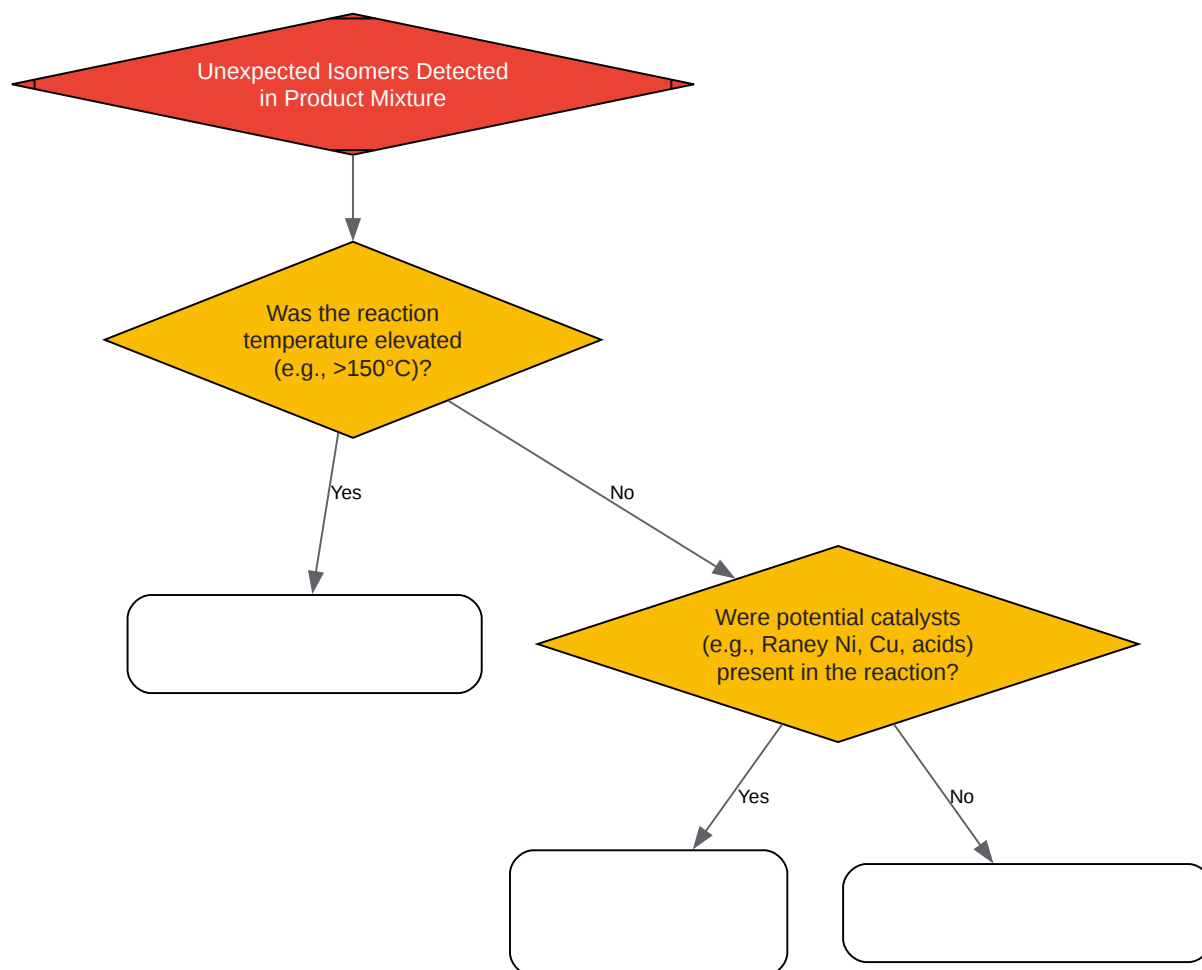 Unexpected Isomers Detected
in Product Mixture
Was the reaction
temperature elevated
(e.g., >150°C)?
Yes
No
Were potential catalysts
(e.g., Raney Ni, Cu, acids)
present in the reaction?
Yes
No